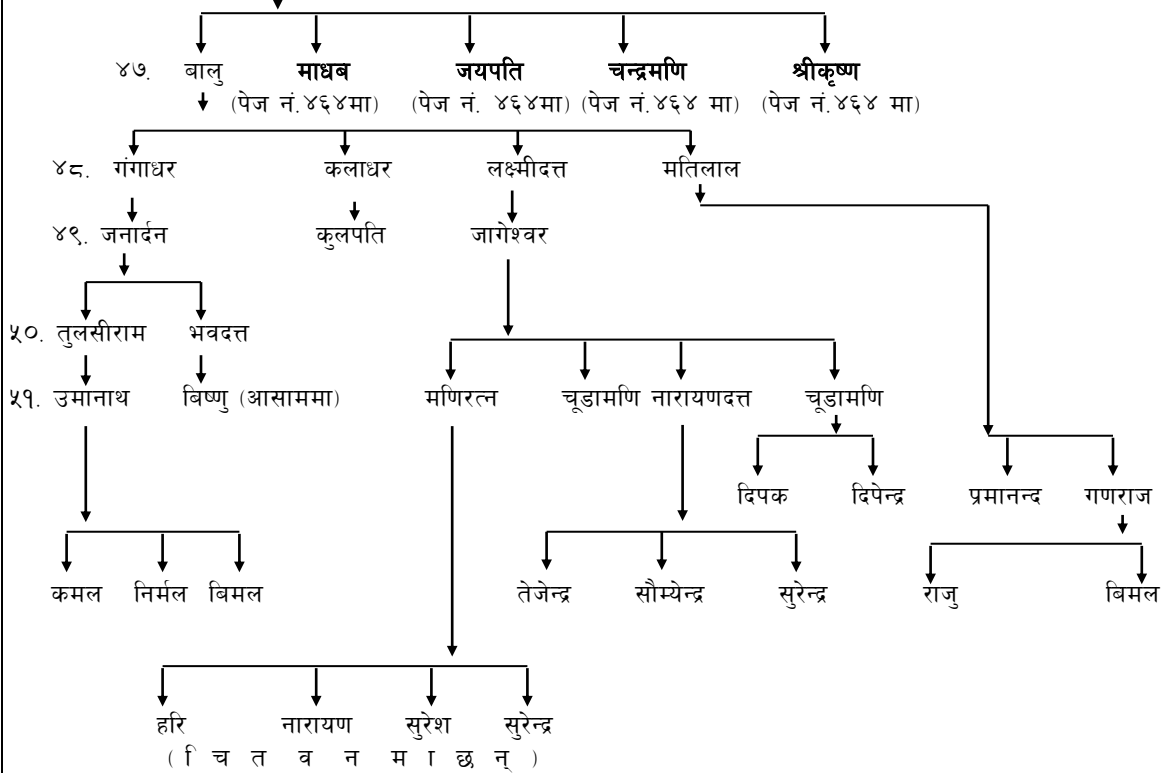 ४७. बालु माधब जयपति चन्द्रमणि श्रीकृष्ण
(पेज नं.४६४मा) (पेज नं. ४६४मा) (पेज नं.४६४ मा) (पेज नं.४६४ मा)
४८. गंगाधर कलाधर लक्ष्मीदत्त मतिलाल
४९. जनार्दन कुलपति जागेश्वर
५०. तुलसीराम भवदत्त
५१. उमानाथ बिष्णु (आसाममा) मणिरत्न चूडामणि नारायणदत्त चूडामणि
दिपक दिपेन्द्र प्रमानन्द गणराज
कमल निर्मल बिमल तेजेन्द्र सौम्येन्द्र सुरेन्द्र राजु बिमल
हरि नारायण सुरेश सुरेन्द्र
( ि च त व न म ा छ न् )